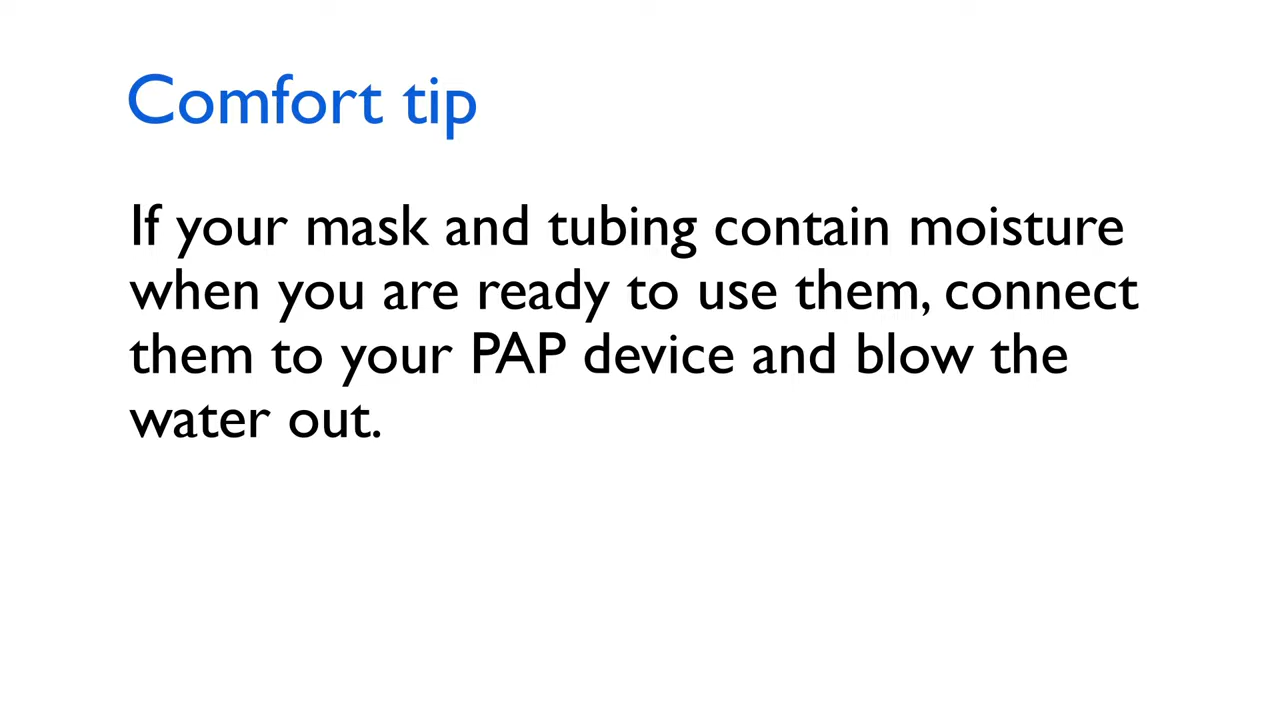 Comfort tip
If your mask and tubing contain moisture
when you are ready to use them, connect
them to your PAP device and blow the
water out.